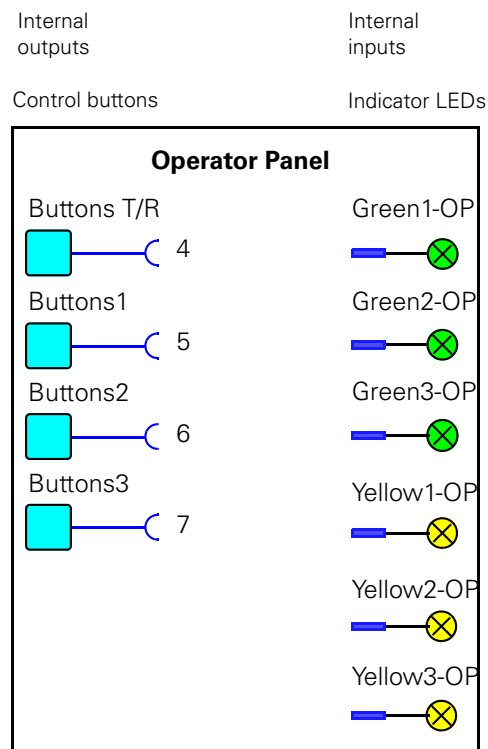 Internal
outputs
Internal
inputs
Control buttons
Indicator LEDs
Operator Panel
Buttons T/R
Green1-OP
4
Buttons1
Green2-OP
5
Buttons2
Green3-OP
6
Buttons3
Yellow1-OP
7
Yellow2-OP
Yellow3-OP